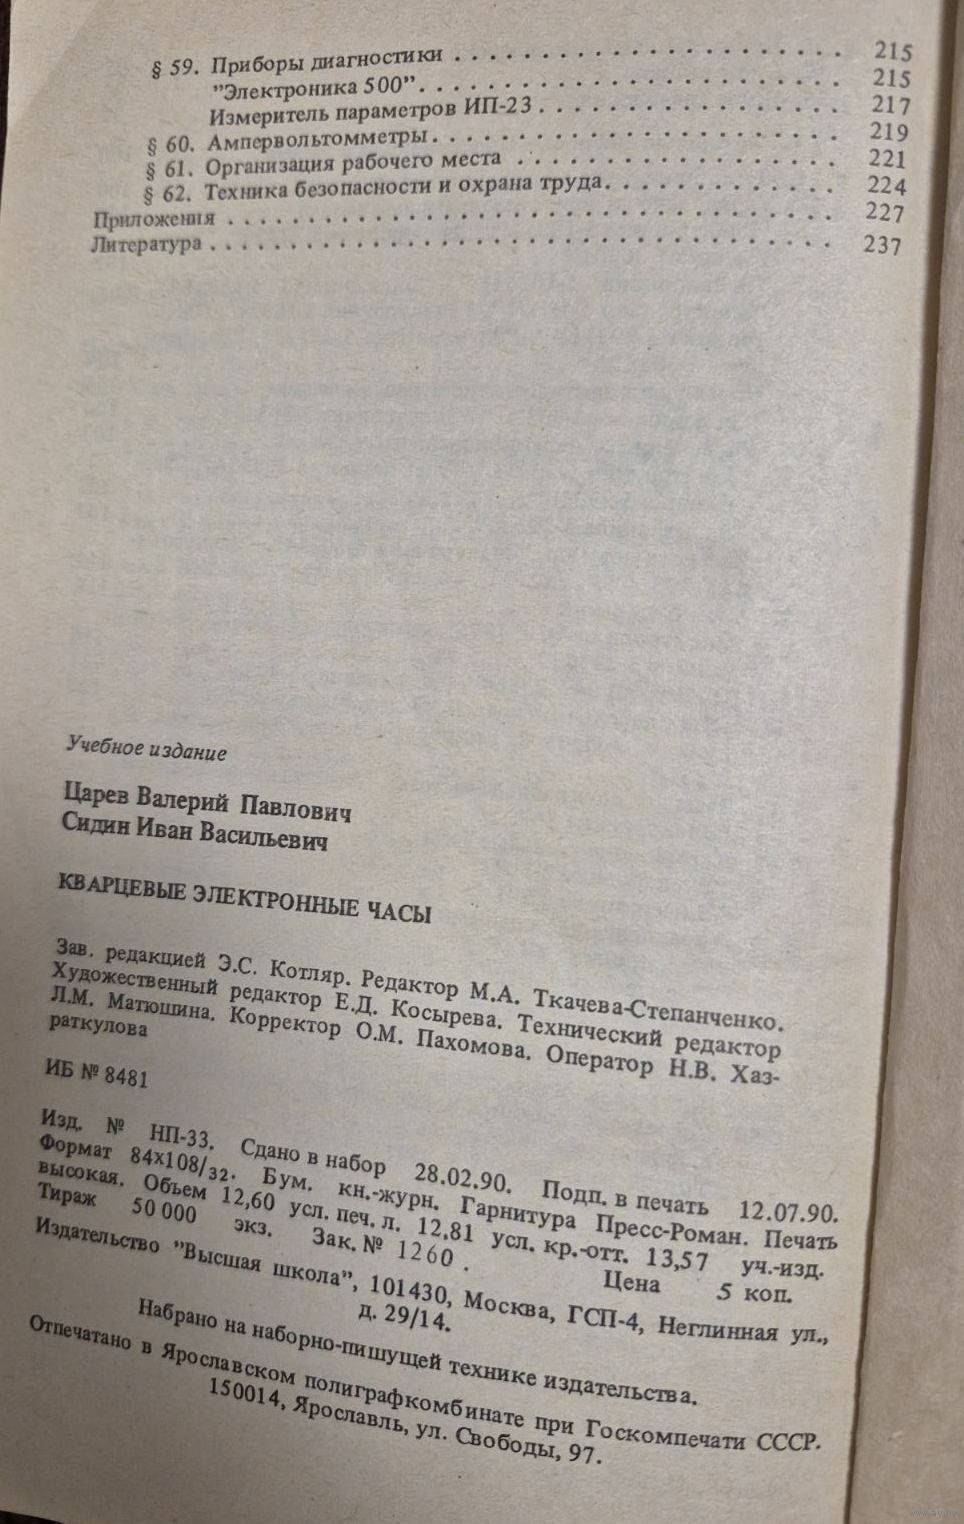 § 59. Приборы диагностики . . . . . . . . . . . . . . . . . . . . . . 215
"Электроника 500" . . . . . . . . . . . . . . . . . . . . . . . . 215
Измеритель параметров ИП-23 . . . . . . . . . . . . . . . . . 217
§ 60. Ампервольтомметры . . . . . . . . . . . . . . . . . . . . . . . 219
§ 61. Организация рабочего места . . . . . . . . . . . . . . . . . . 221
§ 62. Техника безопасности и охрана труда . . . . . . . . . . . . . 224
Приложения . . . . . . . . . . . . . . . . . . . . . . . . . . . . . . . 227
Литература . . . . . . . . . . . . . . . . . . . . . . . . . . . . . . . 237
Учебное издание
Царев Валерий Павлович
Сидин Иван Васильевич
КВАРЦЕВЫЕ ЭЛЕКТРОННЫЕ ЧАСЫ
Зав. редакцией Э.С. Котляр. Редактор М.А. Ткачева-Степанченко.
Художественный редактор Е.Д. Косырева. Технический редактор
Л.М. Матюшина. Корректор О.М. Пахомова. Оператор Н.В. Хаз-
раткулова
ИБ № 8481
Изд. № НП-33. Сдано в набор 28.02.90. Подп. в печать 12.07.90.
Формат 84х108/32. Бум. кн.-журн. Гарнитура Пресс-Роман. Печать
высокая. Объем 12,60 усл. печ. л. 12,81 усл. кр.-отт. 13,57 уч.-изд.
Тираж 50 000 экз. Зак. № 1260 . Цена 5 коп.
Издательство "Высшая школа", 101430, Москва, ГСП-4, Неглинная ул.,
д. 29/14.
Набрано на наборно-пишущей технике издательства.
Отпечатано в Ярославском полиграфкомбинате при Госкомпечати СССР.
150014, Ярославль, ул. Свободы, 97.